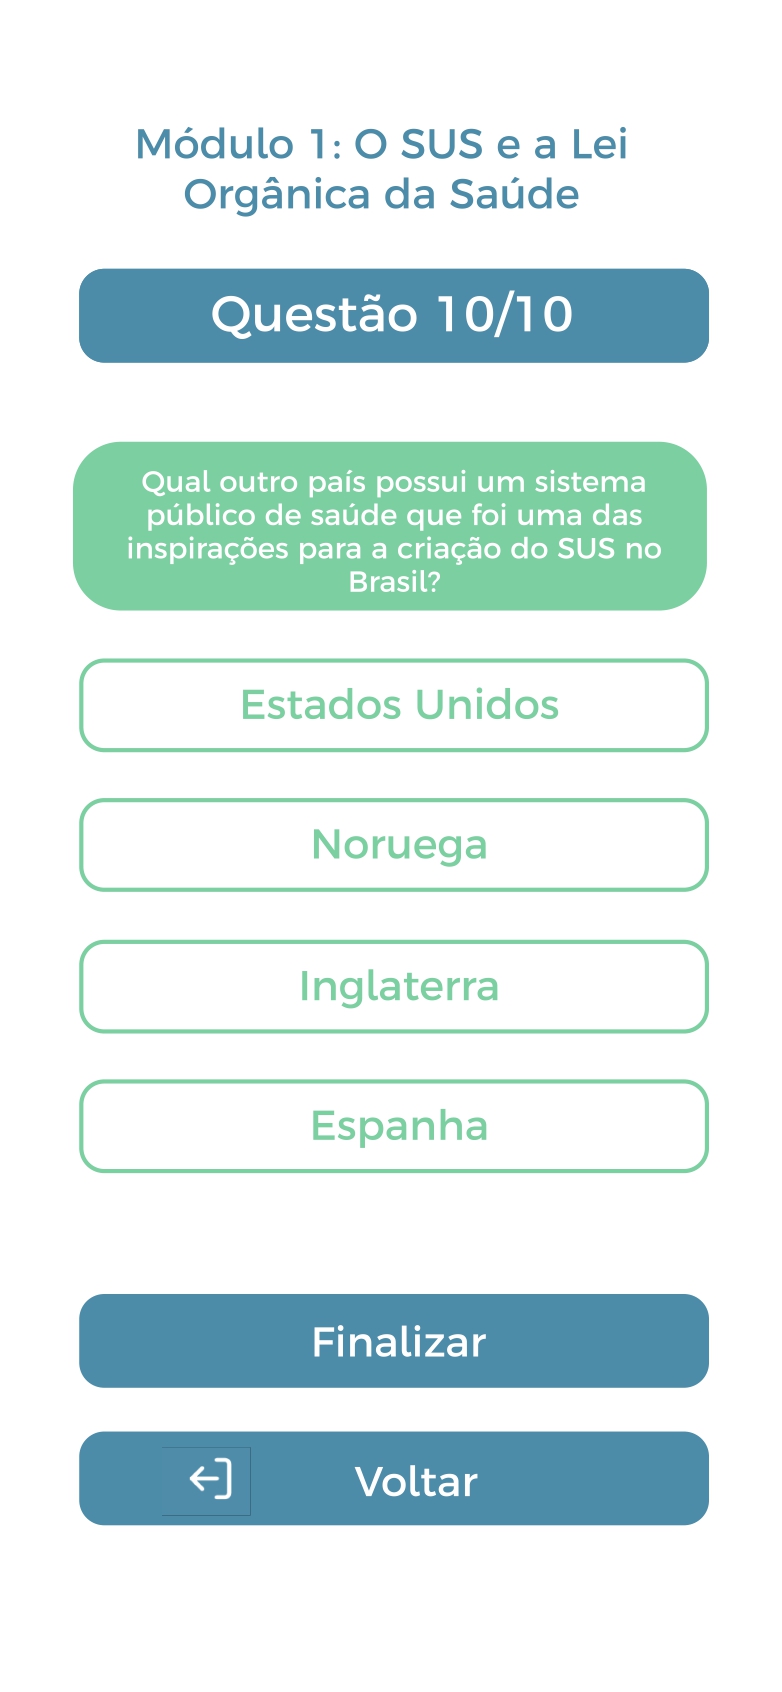 Módulo 1: O SUS e a Lei
Orgânica da Saúde
Questão 10/10
Qual outro país possui um sistema
público de saúde que foi uma das
inspirações para a criação do SUS no
Brasil?
Estados Unidos
Noruega
Inglaterra
Espanha
Finalizar
Voltar